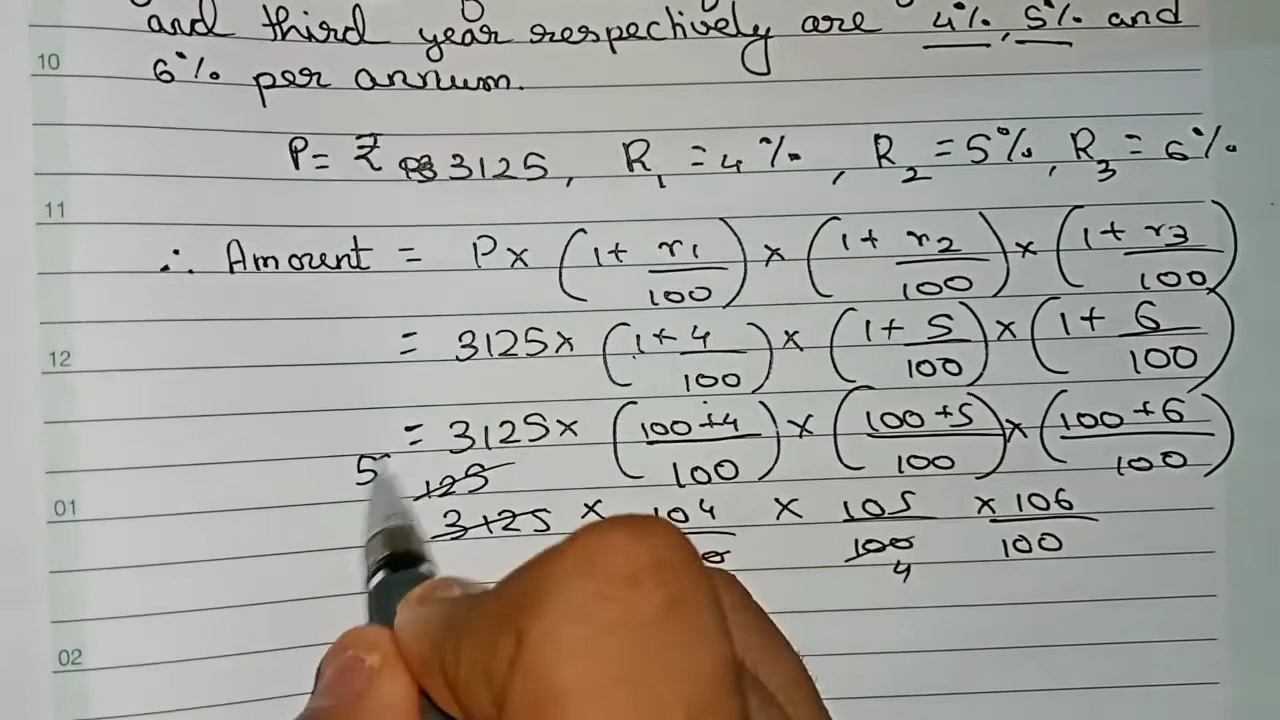 and third year respectively are 4%, 5% and
10
6% per annum.
P = ₹ 3125, R1 = 4%, R2 = 5%, R3 = 6%
11
∴ Amount = P × (1 + r1/100) × (1 + r2/100) × (1 + r3/100)
12
= 3125 × (1 + 4/100) × (1 + 5/100) × (1 + 6/100)
= 3125 × (100 + 4/100) × (100 + 5/100) × (100 + 6/100)
5 125
01
3125 × 104 × 105/100 × 106/100
4
02